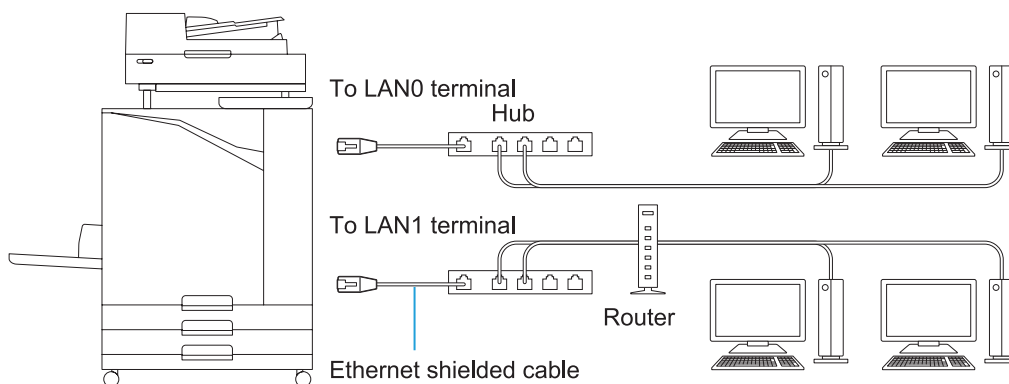 To LAN0 terminal
Hub
To LAN1 terminal
Router
Ethernet shielded cable